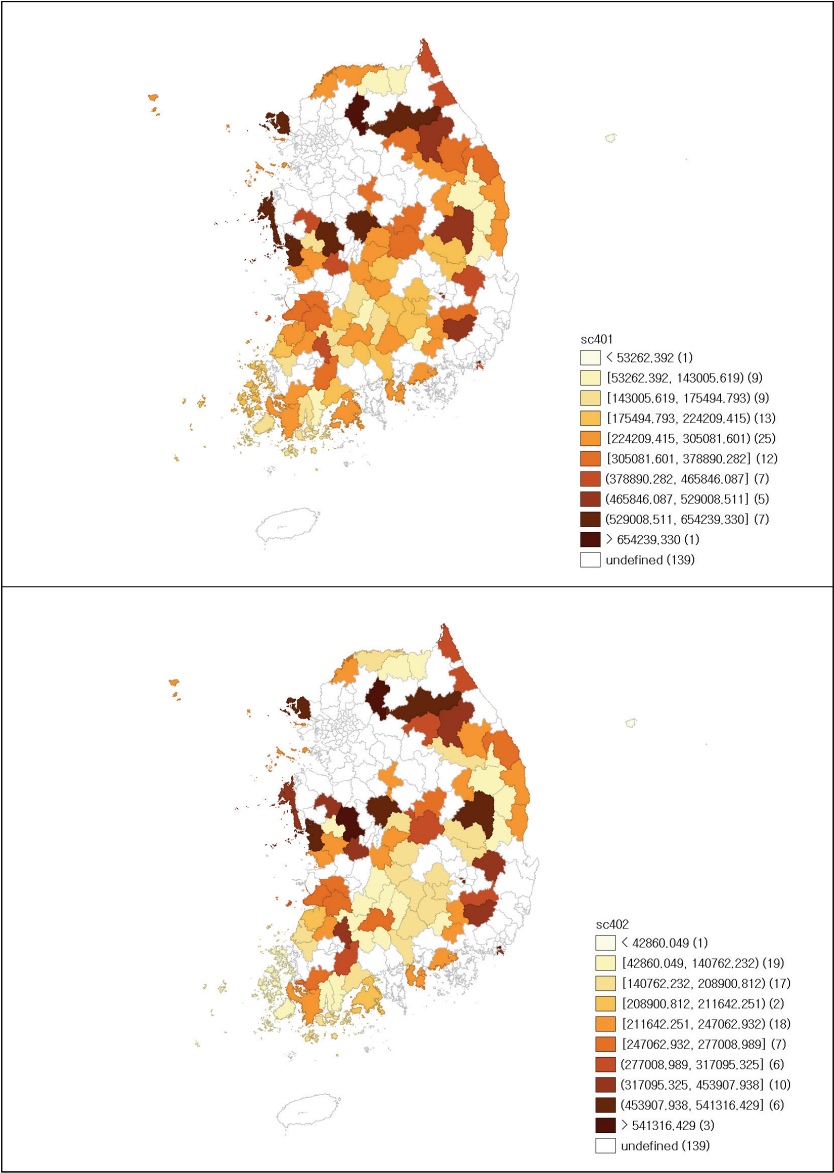 sc401
< 53262.392 (1)
[53262.392, 143005.619) (9)
[143005.619, 175494.793) (9)
[175494.793, 224209.415) (13)
[224209.415, 305081.601) (25)
[305081.601, 378890.282] (12)
(378890.282, 465846.087] (7)
(465846.087, 529008.511] (5)
(529008.511, 654239.330] (7)
> 654239.330 (1)
undefined (139)
sc402
< 42860.049 (1)
[42860.049, 140762.232) (19)
[140762.232, 208900.812) (17)
[208900.812, 211642.251) (2)
[211642.251, 247062.932) (18)
[247062.932, 277008.989] (7)
(277008.989, 317095.325] (6)
(317095.325, 453907.938] (10)
(453907.938, 541316.429] (6)
> 541316.429 (3)
undefined (139)